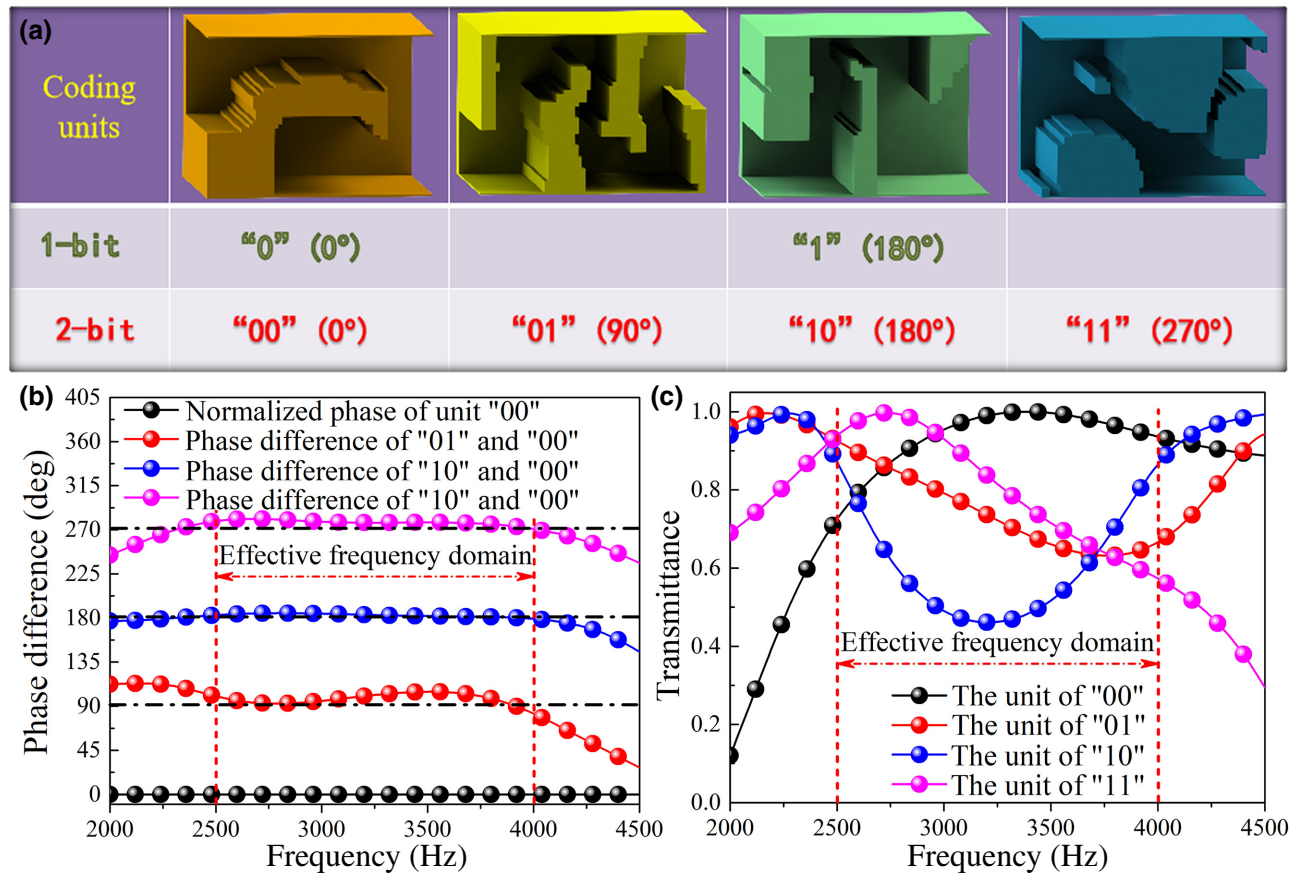 (a)
Coding
units
1-bit
“0” (0°)
“1” (180°)
2-bit
“00” (0°)
“01” (90°)
“10” (180°)
“11” (270°)
(b)
Phase difference (deg)
405
360
315
270
225
180
135
90
45
0
Normalized phase of unit "00"
Phase difference of "01" and "00"
Phase difference of "10" and "00"
Phase difference of "10" and "00"
Effective frequency domain
2000 2500 3000 3500 4000 4500
Frequency (Hz)
(c)
Transmittance
1.0
0.8
0.6
0.4
0.2
0.0
Effective frequency domain
The unit of "00"
The unit of "01"
The unit of "10"
The unit of "11"
2000 2500 3000 3500 4000 4500
Frequency (Hz)